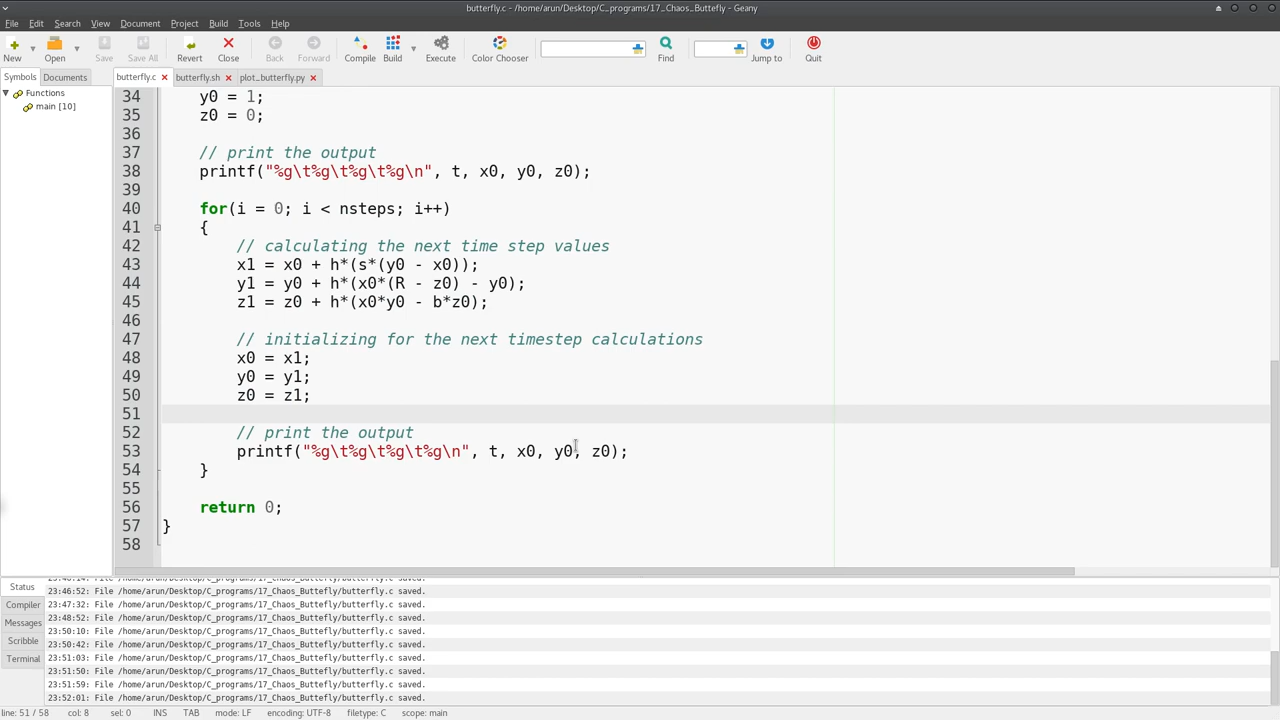 butterfly.c - /home/arun/Desktop/C_programs/17_Chaos_Buttefly - Geany
File Edit Search View Document Project Build Tools Help
New Open Save Save All Revert Close Back Forward Compile Build Execute Color Chooser Find Jump to Quit
Symbols Documents
butterfly.c butterfly.sh plot_butterfly.py
Functions
main [10]
34 y0 = 1;
35 z0 = 0;
36
37 // print the output
38 printf("%g\t%g\t%g\t%g\n", t, x0, y0, z0);
39
40 for(i = 0; i < nsteps; i++)
41 {
42 // calculating the next time step values
43 x1 = x0 + h*(s*(y0 - x0));
44 y1 = y0 + h*(x0*(R - z0) - y0);
45 z1 = z0 + h*(x0*y0 - b*z0);
46
47 // initializing for the next timestep calculations
48 x0 = x1;
49 y0 = y1;
50 z0 = z1;
51
52 // print the output
53 printf("%g\t%g\t%g\t%g\n", t, x0, y0, z0);
54 }
55
56 return 0;
57 }
58
Status
Compiler
Messages
Scribble
Terminal
23:46:14: File /home/arun/Desktop/C_programs/17_Chaos_Buttefly/butterfly.c saved.
23:46:52: File /home/arun/Desktop/C_programs/17_Chaos_Buttefly/butterfly.c saved.
23:47:32: File /home/arun/Desktop/C_programs/17_Chaos_Buttefly/butterfly.c saved.
23:48:52: File /home/arun/Desktop/C_programs/17_Chaos_Buttefly/butterfly.c saved.
23:50:10: File /home/arun/Desktop/C_programs/17_Chaos_Buttefly/butterfly.c saved.
23:50:42: File /home/arun/Desktop/C_programs/17_Chaos_Buttefly/butterfly.c saved.
23:51:03: File /home/arun/Desktop/C_programs/17_Chaos_Buttefly/butterfly.c saved.
23:51:50: File /home/arun/Desktop/C_programs/17_Chaos_Buttefly/butterfly.c saved.
23:51:59: File /home/arun/Desktop/C_programs/17_Chaos_Buttefly/butterfly.c saved.
23:52:01: File /home/arun/Desktop/C_programs/17_Chaos_Buttefly/butterfly.c saved.
line: 51 / 58 col: 8 sel: 0 INS TAB mode: LF encoding: UTF-8 filetype: C scope: main